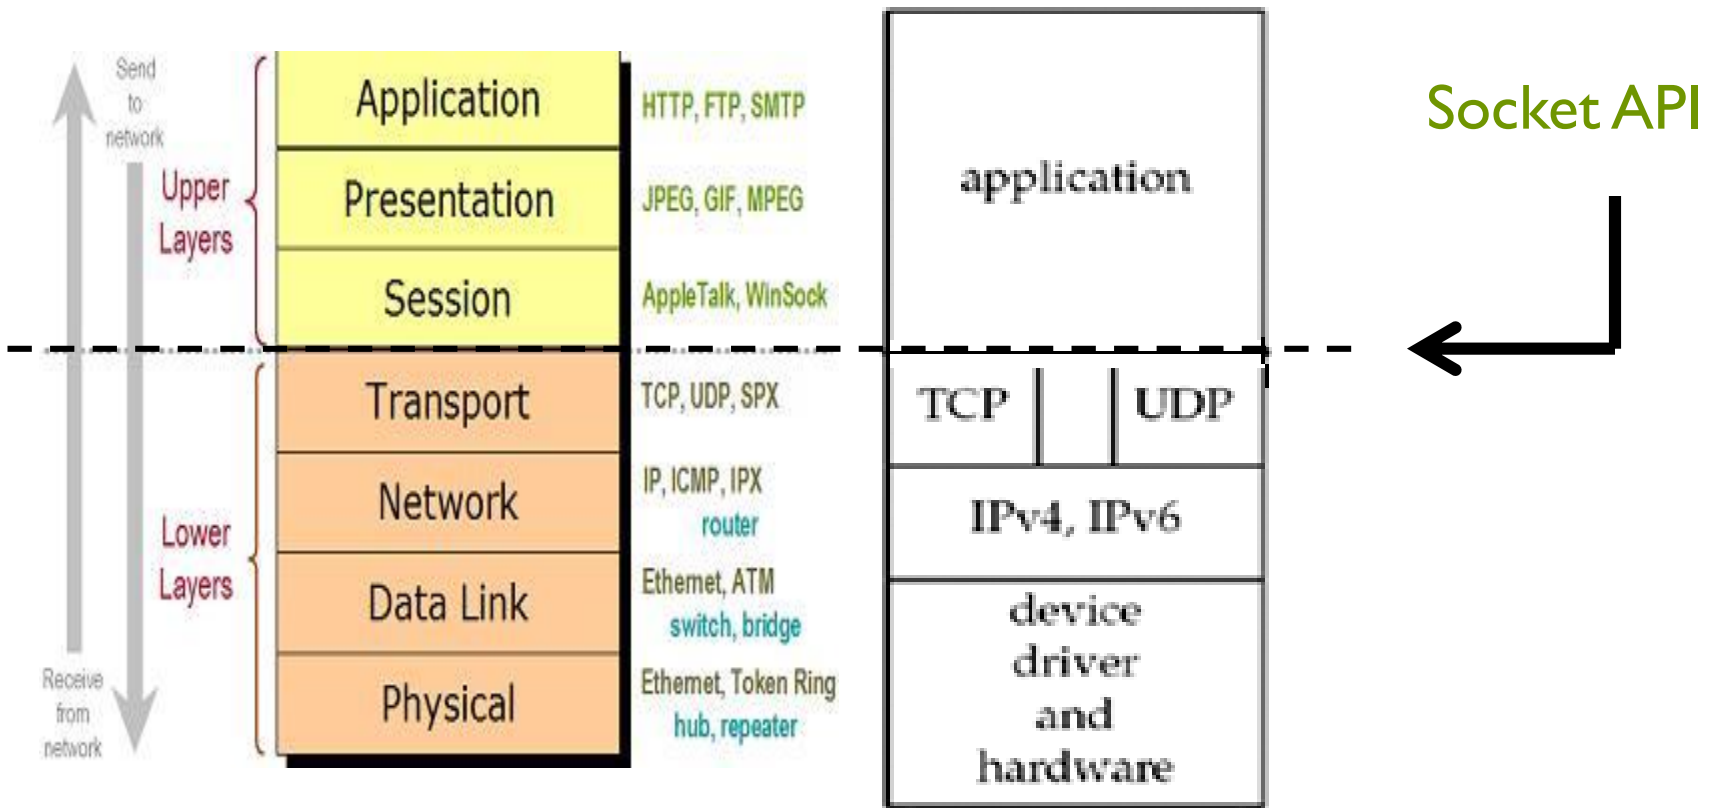 Send
to
network
Upper
Layers
Lower
Layers
Receive
from
network
Application
HTTP, FTP, SMTP
Presentation
JPEG, GIF, MPEG
Session
AppleTalk, WinSock
Transport
TCP, UDP, SPX
Network
IP, ICMP, IPX
router
Data Link
Ethernet, ATM
switch, bridge
Physical
Ethernet, Token Ring
hub, repeater
application
TCP UDP
IPv4, IPv6
device
driver
and
hardware
Socket API